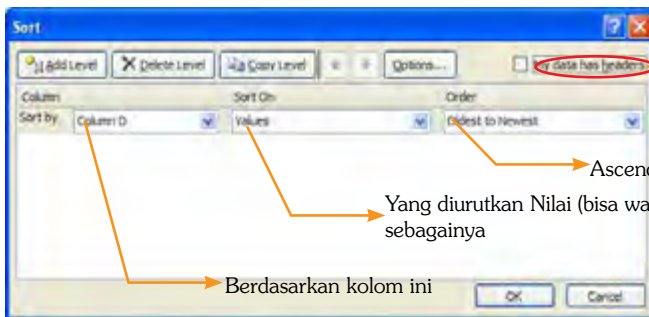 Sort
Add Level Delete Level Copy Level Options... My data has headers
Column Sort On Order
Sort by Column D Values Oldest to Newest
Ascend
Yang diurutkan Nilai (bisa wa
sebagainya
Berdasarkan kolom ini
OK Cancel